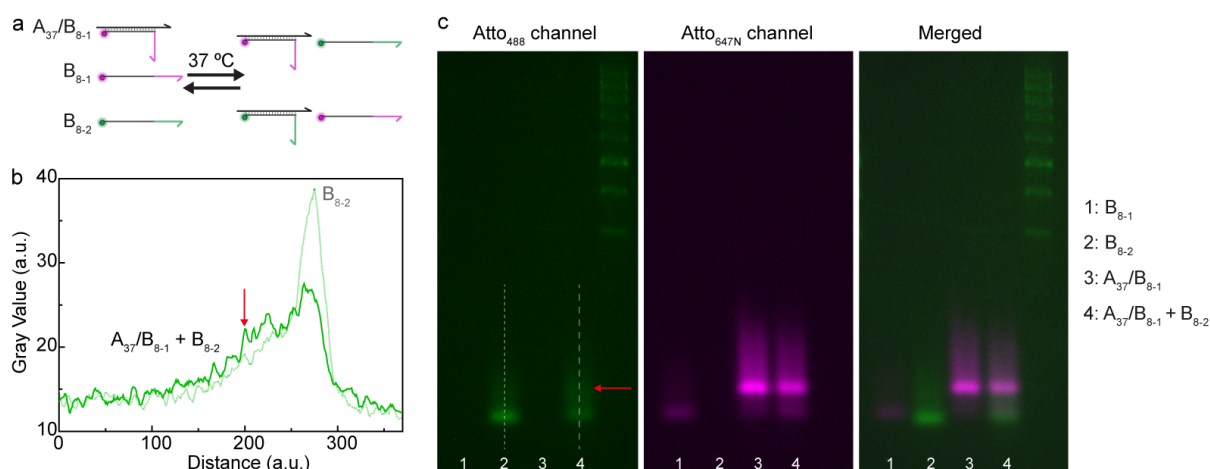 a
A37/B8-1
B8-1
37 ºC
B8-2
b
40
30
20
10
Gray Value (a.u.)
B8-2
A37/B8-1 + B8-2
0 100 200 300
Distance (a.u.)
c
Atto488 channel Atto647N channel Merged
1 2 3 4
1 2 3 4
1 2 3 4
1: B8-1
2: B8-2
3: A37/B8-1
4: A37/B8-1 + B8-2